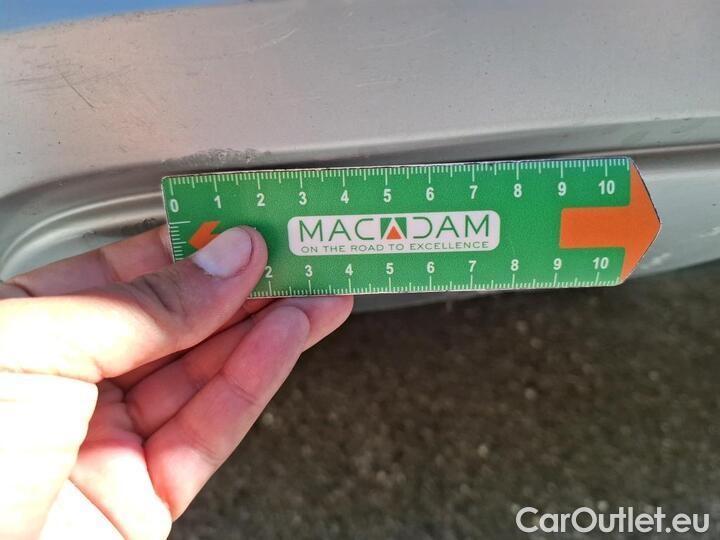 0 1 2 3 4 5 6 7 8 9 10
MACADAM
ON THE ROAD TO EXCELLENCE
2 3 4 5 6 7 8 9 10
CarOutlet.eu